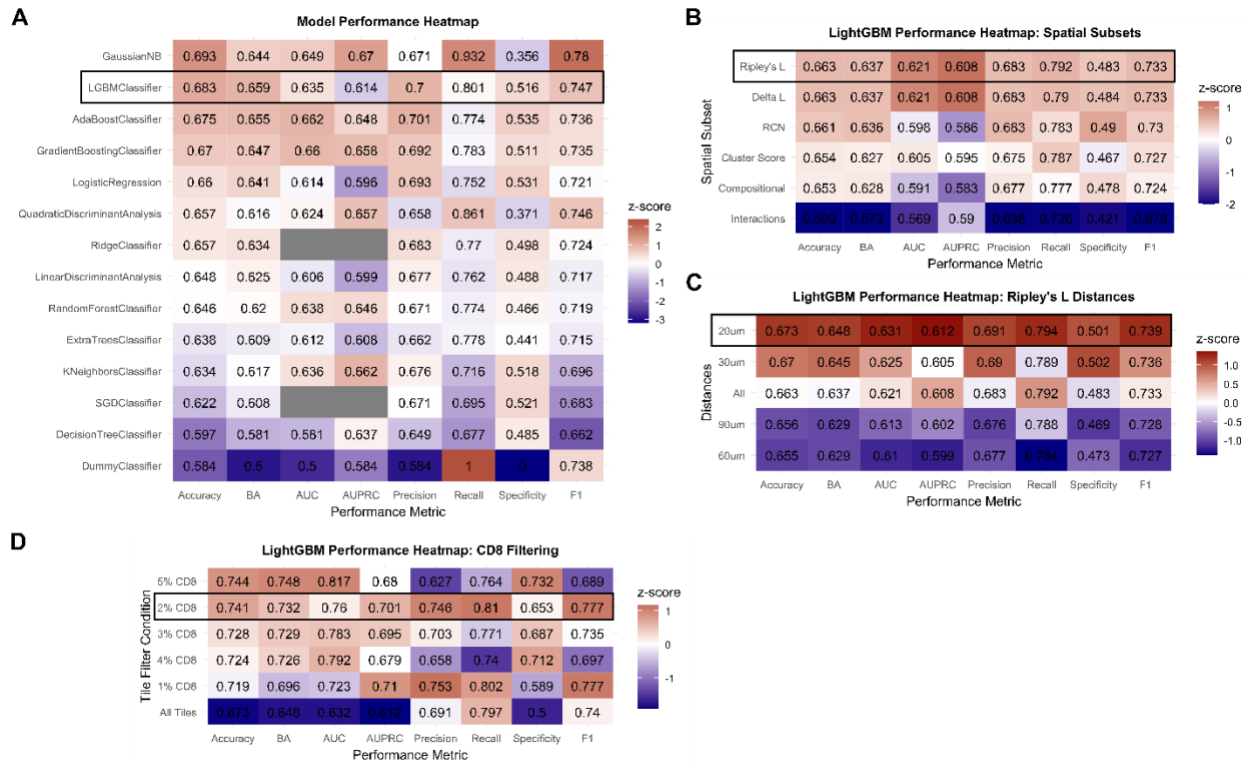 A
Model Performance Heatmap
GaussianNB 0.693 0.644 0.649 0.67 0.671 0.932 0.356 0.78
LGBMClassifier 0.683 0.659 0.635 0.614 0.7 0.801 0.516 0.747
AdaBoostClassifier 0.675 0.655 0.662 0.648 0.701 0.774 0.535 0.736
GradientBoostingClassifier 0.67 0.647 0.66 0.658 0.692 0.783 0.511 0.735
LogisticRegression 0.66 0.641 0.614 0.596 0.693 0.752 0.531 0.721
QuadraticDiscriminantAnalysis 0.657 0.616 0.624 0.657 0.658 0.861 0.371 0.746
RidgeClassifier 0.657 0.634 0.683 0.77 0.498 0.724
LinearDiscriminantAnalysis 0.648 0.625 0.606 0.599 0.677 0.762 0.488 0.717
RandomForestClassifier 0.646 0.62 0.638 0.646 0.671 0.774 0.466 0.719
ExtraTreesClassifier 0.638 0.609 0.612 0.608 0.662 0.778 0.441 0.715
KNeighborsClassifier 0.634 0.617 0.636 0.662 0.676 0.716 0.518 0.696
SGDClassifier 0.622 0.608 0.671 0.695 0.521 0.683
DecisionTreeClassifier 0.597 0.581 0.581 0.637 0.649 0.677 0.485 0.662
DummyClassifier 0.584 0.5 0.5 0.584 0.584 1 0 0.738
Accuracy BA AUC AUPRC Precision Recall Specificity F1
Performance Metric
z-score
2
1
0
-1
-2
-3
B
LightGBM Performance Heatmap: Spatial Subsets
Spatial Subset
Ripley's L 0.663 0.637 0.621 0.608 0.683 0.792 0.483 0.733
Delta L 0.663 0.637 0.621 0.608 0.683 0.79 0.484 0.733
RCN 0.661 0.636 0.598 0.586 0.683 0.783 0.49 0.73
Cluster Score 0.654 0.627 0.605 0.595 0.675 0.787 0.467 0.727
Compositional 0.653 0.628 0.591 0.583 0.677 0.777 0.478 0.724
Interactions 0.599 0.573 0.569 0.59 0.638 0.726 0.421 0.679
Accuracy BA AUC AUPRC Precision Recall Specificity F1
Performance Metric
z-score
1
0
-1
-2
C
LightGBM Performance Heatmap: Ripley's L Distances
Distances
20um 0.673 0.648 0.631 0.612 0.691 0.794 0.501 0.739
30um 0.67 0.645 0.625 0.605 0.69 0.789 0.502 0.736
All 0.663 0.637 0.621 0.608 0.683 0.792 0.483 0.733
90um 0.656 0.629 0.613 0.602 0.676 0.788 0.469 0.728
60um 0.655 0.629 0.61 0.599 0.677 0.784 0.473 0.727
Accuracy BA AUC AUPRC Precision Recall Specificity F1
Performance Metric
z-score
1.0
0.5
0.0
-0.5
-1.0
D
LightGBM Performance Heatmap: CD8 Filtering
Tile Filter Condition
5% CD8 0.744 0.748 0.817 0.68 0.627 0.764 0.732 0.689
2% CD8 0.741 0.732 0.76 0.701 0.746 0.81 0.653 0.777
3% CD8 0.728 0.729 0.783 0.695 0.703 0.771 0.687 0.735
4% CD8 0.724 0.726 0.792 0.679 0.658 0.74 0.712 0.697
1% CD8 0.719 0.696 0.723 0.71 0.753 0.802 0.589 0.777
All Tiles 0.673 0.648 0.632 0.612 0.691 0.797 0.5 0.74
Accuracy BA AUC AUPRC Precision Recall Specificity F1
Performance Metric
z-score
1
0
-1